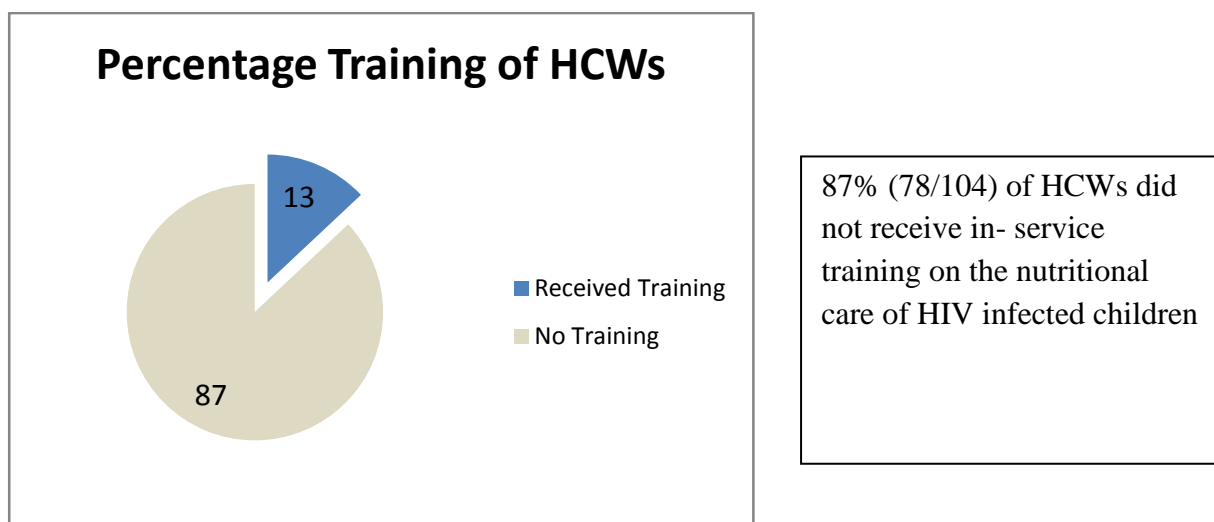 Percentage Training of HCWs
13
87
Received Training
No Training
87% (78/104) of HCWs did
not receive in- service
training on the nutritional
care of HIV infected children